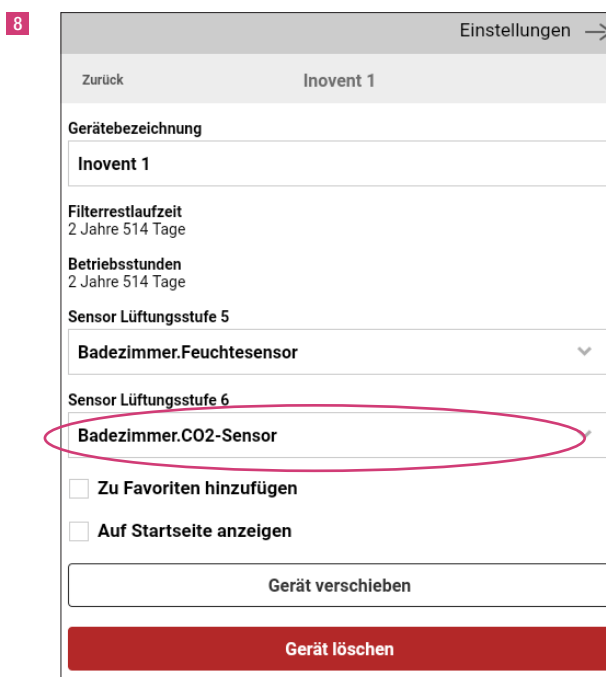 8
Einstellungen
Zurück Inovent 1
Gerätebezeichnung
Inovent 1
Filterrestlaufzeit
2 Jahre 514 Tage
Betriebsstunden
2 Jahre 514 Tage
Sensor Lüftungsstufe 5
Badezimmer.Feuchtesensor
Sensor Lüftungsstufe 6
Badezimmer.CO2-Sensor
Zu Favoriten hinzufügen
Auf Startseite anzeigen
Gerät verschieben
Gerät löschen